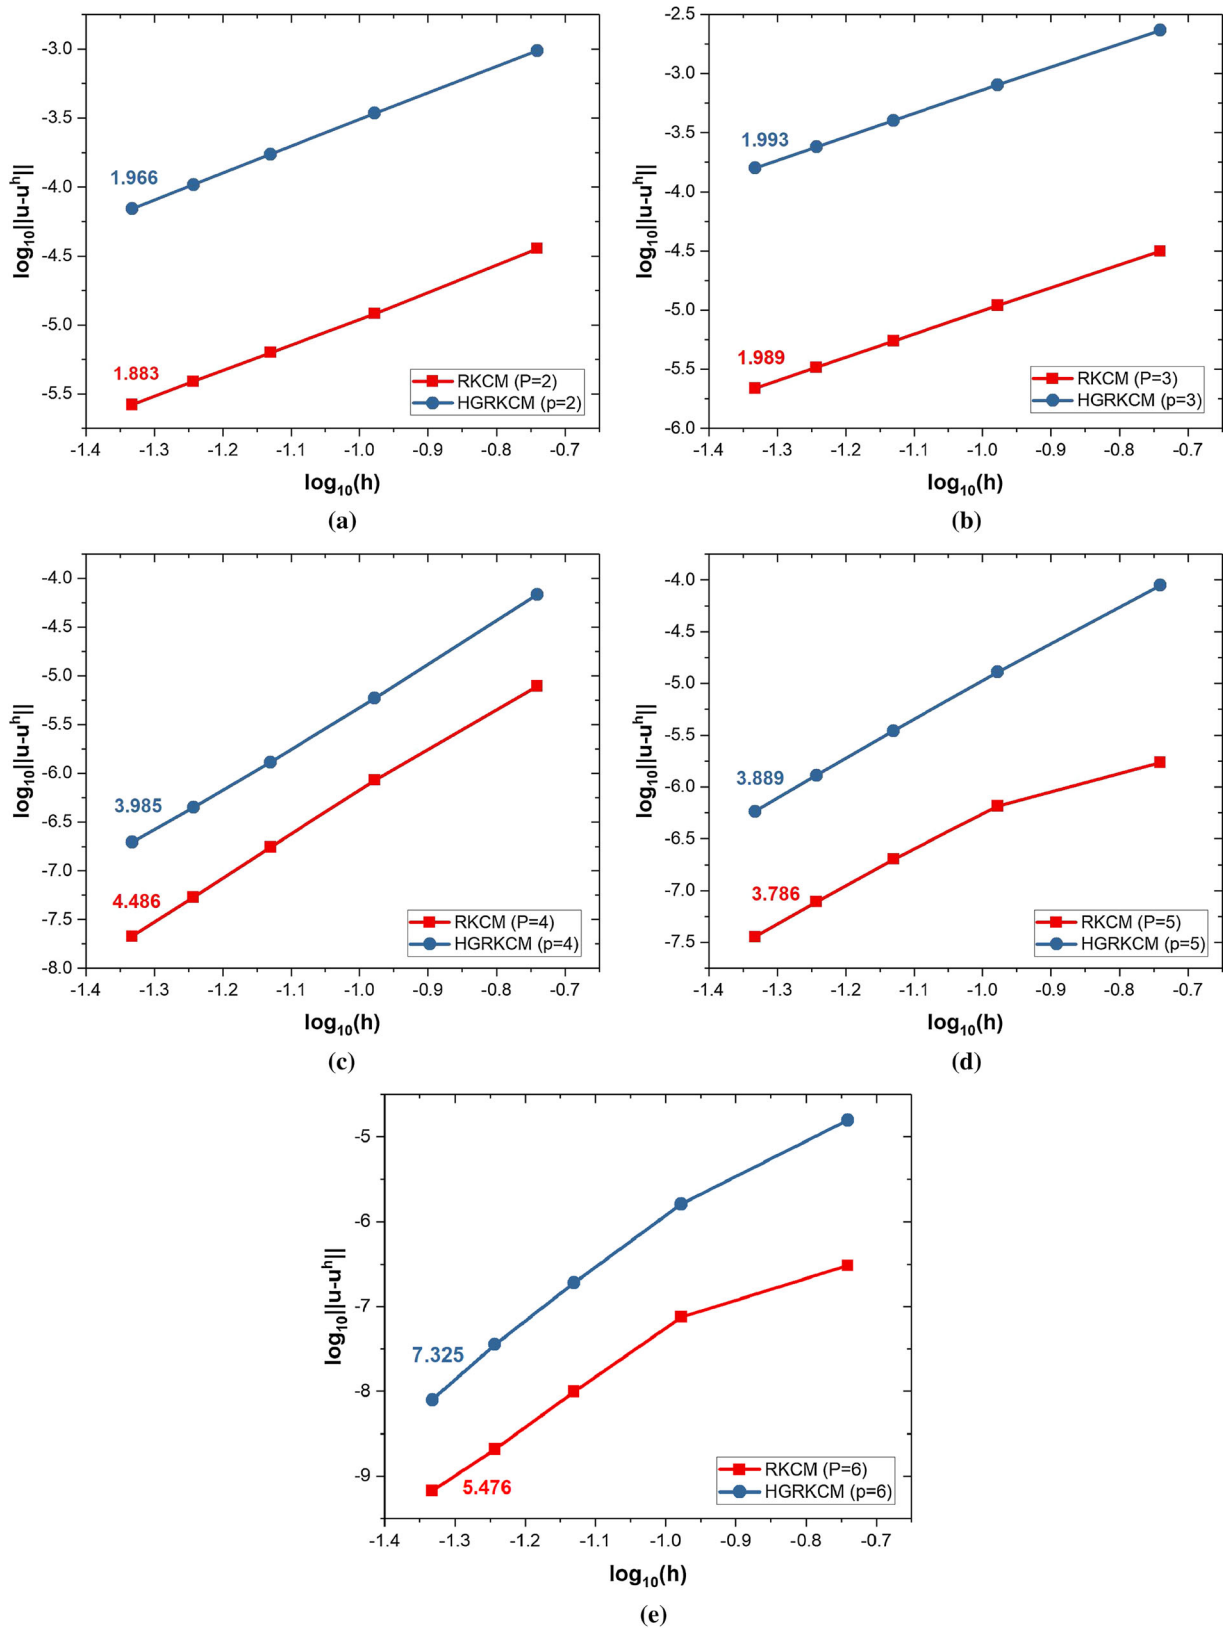 -3.0
-3.5
-4.0
-4.5
-5.0
-5.5
log10||u-u^h||
1.966
1.883
RKCM (P=2)
HGRKCM (p=2)
-1.4 -1.3 -1.2 -1.1 -1.0 -0.9 -0.8 -0.7
log10(h)
(a)
-2.5
-3.0
-3.5
-4.0
-4.5
-5.0
-5.5
-6.0
log10||u-u^h||
1.993
1.989
RKCM (P=3)
HGRKCM (p=3)
-1.4 -1.3 -1.2 -1.1 -1.0 -0.9 -0.8 -0.7
log10(h)
(b)
-4.0
-4.5
-5.0
-5.5
-6.0
-6.5
-7.0
-7.5
-8.0
log10||u-u^h||
3.985
4.486
RKCM (P=4)
HGRKCM (p=4)
-1.4 -1.3 -1.2 -1.1 -1.0 -0.9 -0.8 -0.7
log10(h)
(c)
-4.0
-4.5
-5.0
-5.5
-6.0
-6.5
-7.0
-7.5
log10||u-u^h||
3.889
3.786
RKCM (P=5)
HGRKCM (p=5)
-1.4 -1.3 -1.2 -1.1 -1.0 -0.9 -0.8 -0.7
log10(h)
(d)
-5
-6
-7
-8
-9
log10||u-u^h||
7.325
5.476
RKCM (P=6)
HGRKCM (p=6)
-1.4 -1.3 -1.2 -1.1 -1.0 -0.9 -0.8 -0.7
log10(h)
(e)